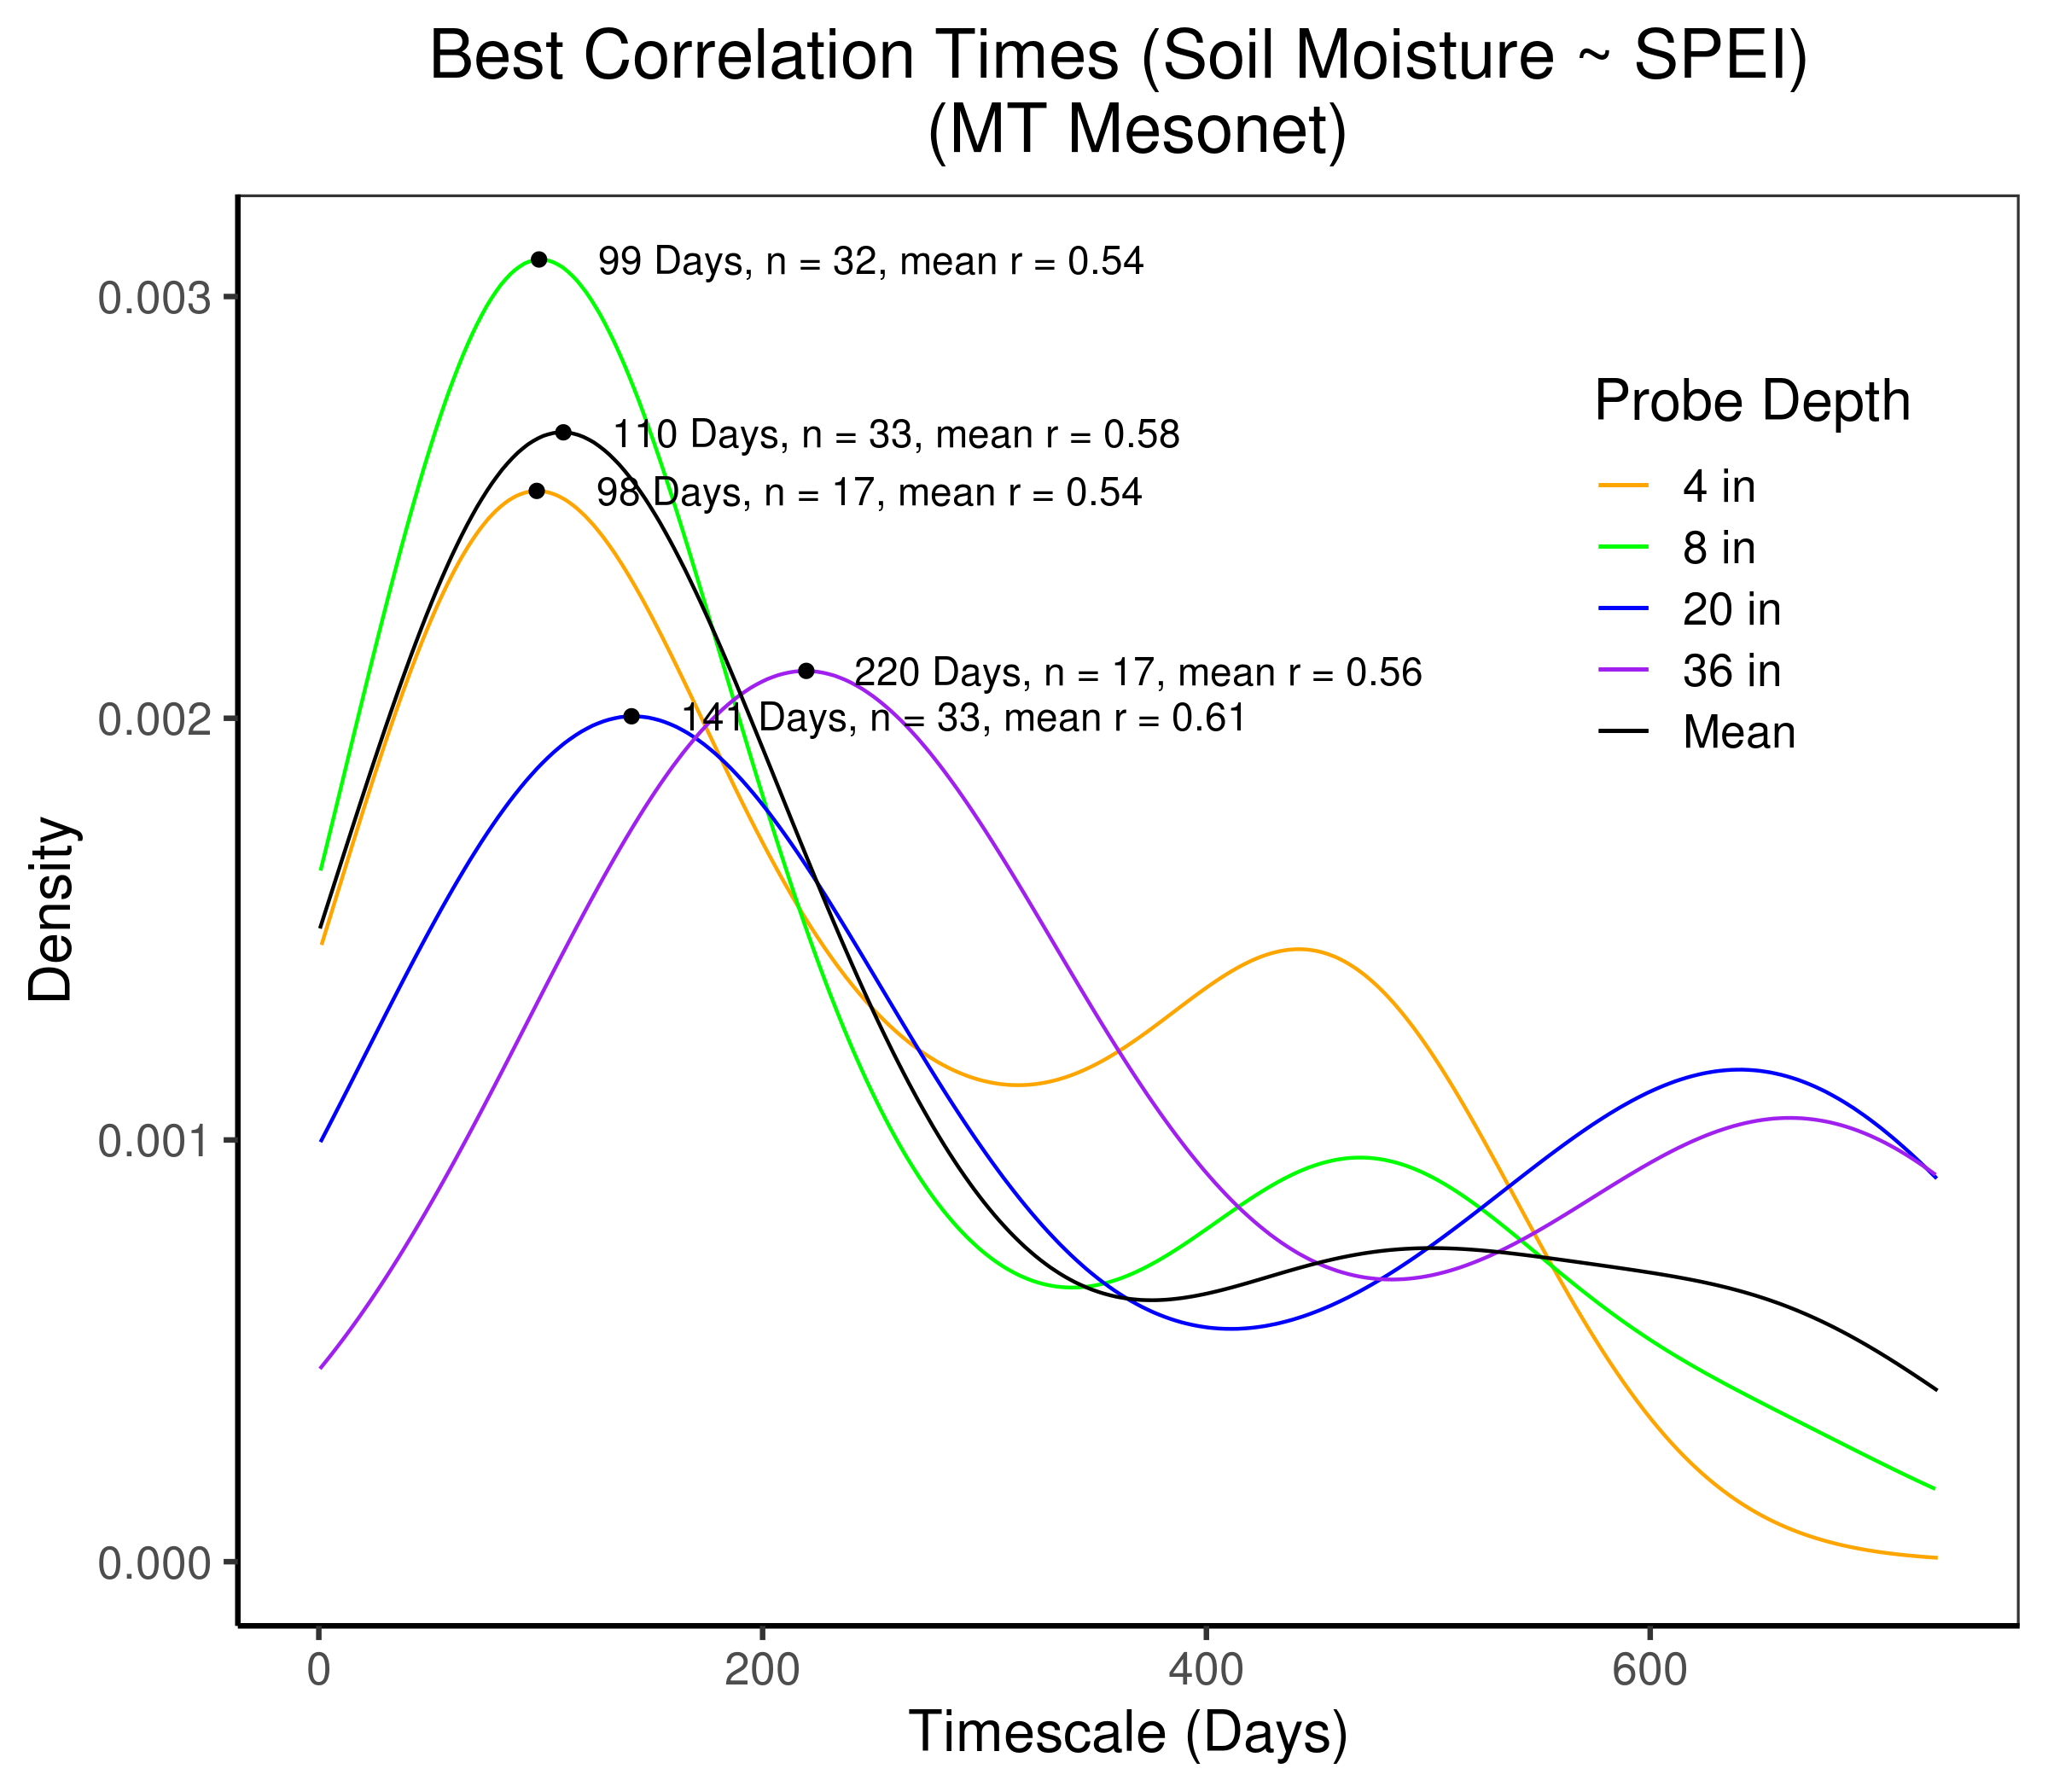 Best Correlation Times (Soil Moisture ~ SPEI)
(MT Mesonet)
99 Days, n = 32, mean r = 0.54
110 Days, n = 33, mean r = 0.58
98 Days, n = 17, mean r = 0.54
220 Days, n = 17, mean r = 0.56
141 Days, n = 33, mean r = 0.61
Probe Depth
4 in
8 in
20 in
36 in
Mean
Density
0.003
0.002
0.001
0.000
0
200
400
600
Timescale (Days)